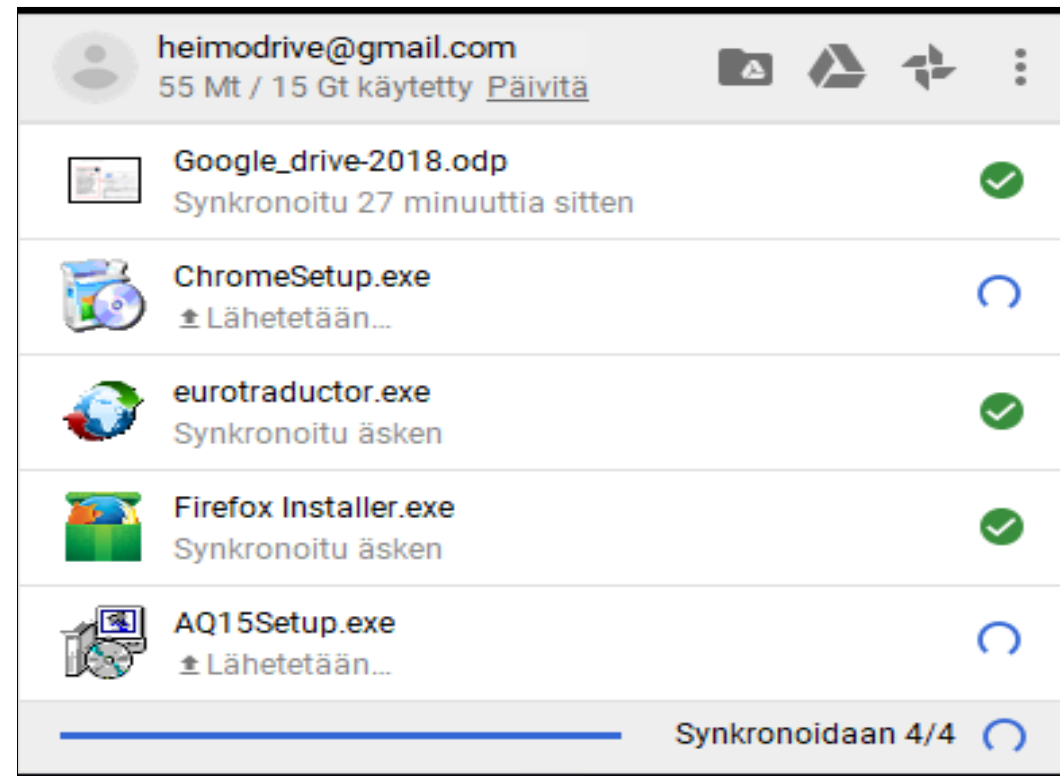 heimodrive@gmail.com
55 Mt / 15 Gt käytetty Päivitä
Google_drive-2018.odp
Synkronoitu 27 minuuttia sitten
ChromeSetup.exe
Lähetetään...
eurotraductor.exe
Synkronoitu äsken
Firefox Installer.exe
Synkronoitu äsken
AQ15Setup.exe
Lähetetään...
Synkronoidaan 4/4